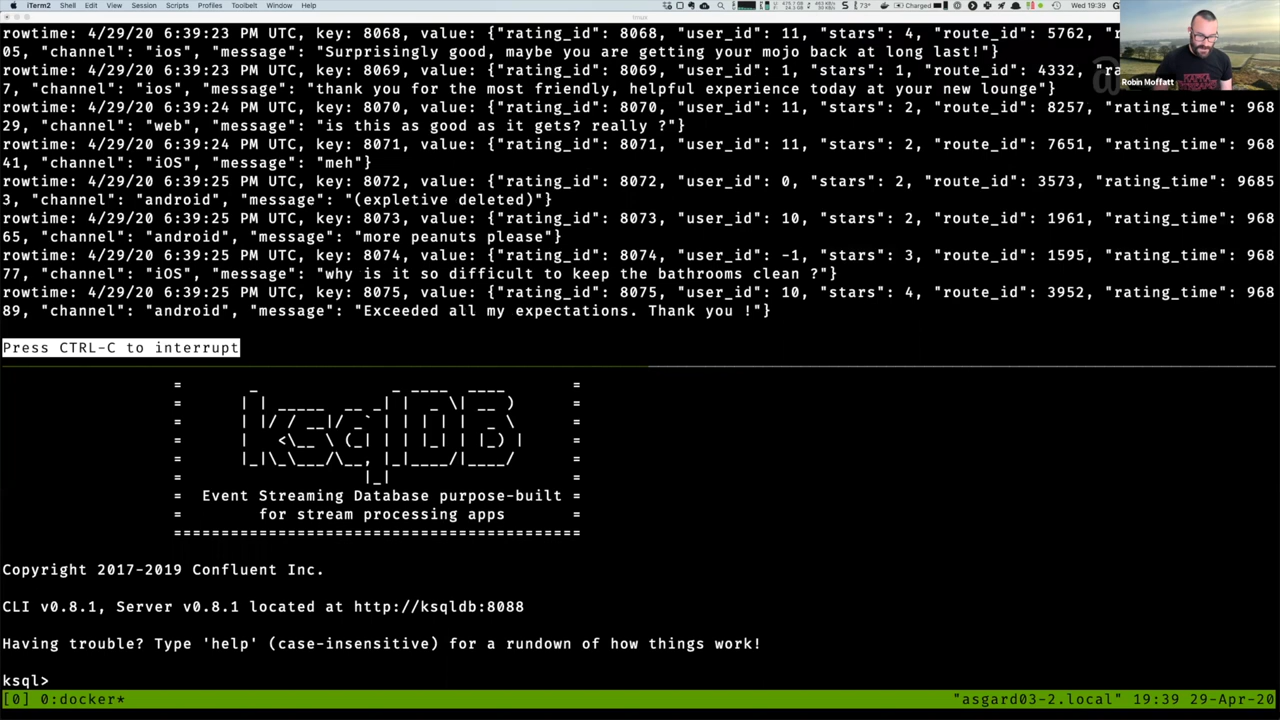 iTerm2 Shell Edit View Session Scripts Profiles Toolbelt Window Help 73° Charged Wed 19:39
tmux
rowtime: 4/29/20 6:39:23 PM UTC, key: 8068, value: {"rating_id": 8068, "user_id": 11, "stars": 4, "route_id": 5762,
05, "channel": "ios", "message": "Surprisingly good, maybe you are getting your mojo back at long last!"}
rowtime: 4/29/20 6:39:23 PM UTC, key: 8069, value: {"rating_id": 8069, "user_id": 1, "stars": 1, "route_id": 4332, "r
7, "channel": "ios", "message": "thank you for the most friendly, helpful experience today at your new lounge"}
Robin Moffatt
rowtime: 4/29/20 6:39:24 PM UTC, key: 8070, value: {"rating_id": 8070, "user_id": 11, "stars": 2, "route_id": 8257, "rating_time": 968
29, "channel": "web", "message": "is this as good as it gets? really ?"}
rowtime: 4/29/20 6:39:24 PM UTC, key: 8071, value: {"rating_id": 8071, "user_id": 11, "stars": 2, "route_id": 7651, "rating_time": 968
41, "channel": "iOS", "message": "meh"}
rowtime: 4/29/20 6:39:25 PM UTC, key: 8072, value: {"rating_id": 8072, "user_id": 0, "stars": 2, "route_id": 3573, "rating_time": 9685
3, "channel": "android", "message": "(expletive deleted)"}
rowtime: 4/29/20 6:39:25 PM UTC, key: 8073, value: {"rating_id": 8073, "user_id": 10, "stars": 2, "route_id": 1961, "rating_time": 968
65, "channel": "android", "message": "more peanuts please"}
rowtime: 4/29/20 6:39:25 PM UTC, key: 8074, value: {"rating_id": 8074, "user_id": -1, "stars": 3, "route_id": 1595, "rating_time": 968
77, "channel": "iOS", "message": "why is it so difficult to keep the bathrooms clean ?"}
rowtime: 4/29/20 6:39:25 PM UTC, key: 8075, value: {"rating_id": 8075, "user_id": 10, "stars": 4, "route_id": 3952, "rating_time": 968
89, "channel": "android", "message": "Exceeded all my expectations. Thank you !"}
Press CTRL-C to interrupt
ksqlDB
= Event Streaming Database purpose-built =
= for stream processing apps =
===========================================
Copyright 2017-2019 Confluent Inc.
CLI v0.8.1, Server v0.8.1 located at http://ksqldb:8088
Having trouble? Type 'help' (case-insensitive) for a rundown of how things work!
ksql>
[0] 0:docker* "asgard03-2.local" 19:39 29-Apr-20